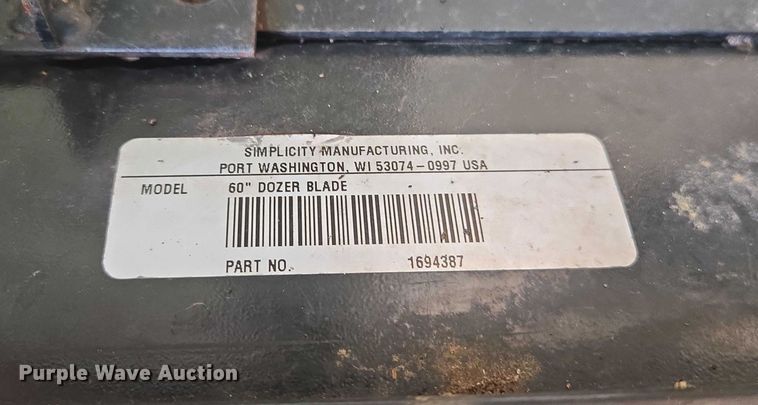 SIMPLICITY MANUFACTURING, INC.
PORT WASHINGTON, WI 53074-0997 USA
MODEL 60" DOZER BLADE
PART NO. 1694387
Purple Wave Auction